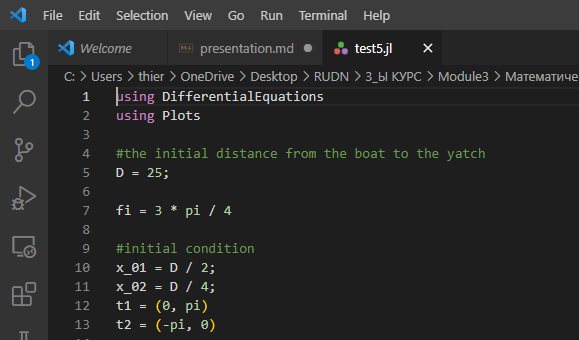 File Edit Selection View Go Run Terminal Help
Welcome presentation.md test5.jl
C: > Users > thier > OneDrive > Desktop > RUDN > 3_Ы КУРС > Module3 > Математиче
1 using DifferentialEquations
2 using Plots
3
4 #the initial distance from the boat to the yatch
5 D = 25;
6
7 fi = 3 * pi / 4
8
9 #initial condition
10 x_01 = D / 2;
11 x_02 = D / 4;
12 t1 = (0, pi)
13 t2 = (-pi, 0)
1